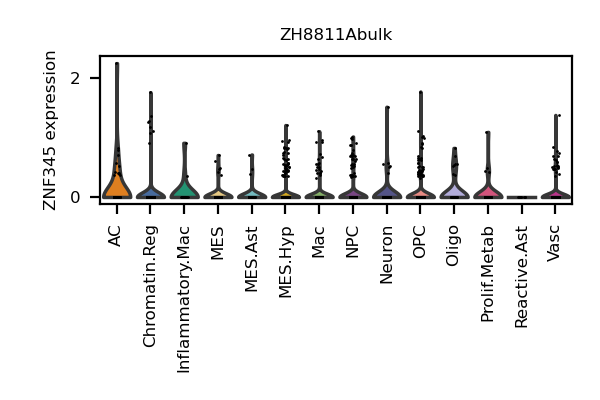 ZH8811Abulk
ZNF345 expression
2
0
AC
Chromatin.Reg
Inflammatory.Mac
MES
MES.Ast
MES.Hyp
Mac
NPC
Neuron
OPC
Oligo
Prolif.Metab
Reactive.Ast
Vasc